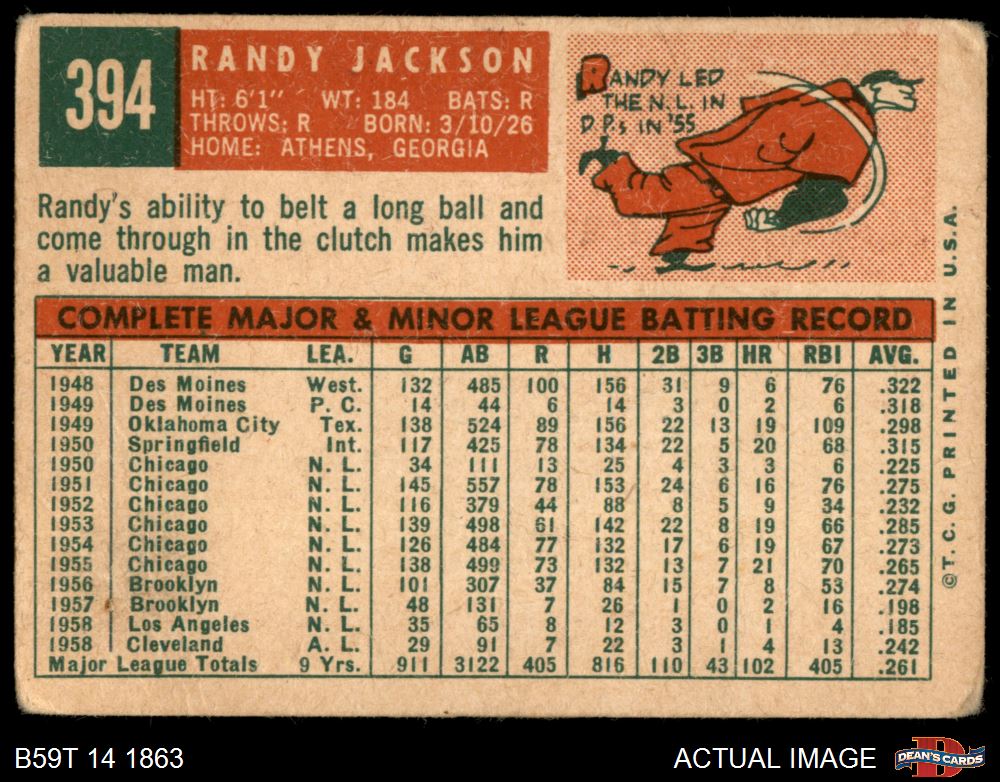 394
RANDY JACKSON
HT: 6'1" WT: 184 BATS: R
THROWS: R BORN: 3/10/26
HOME: ATHENS, GEORGIA
RANDY LED
THE N.L. IN
D.P.s IN '55
Randy's ability to belt a long ball and
come through in the clutch makes him
a valuable man.
COMPLETE MAJOR & MINOR LEAGUE BATTING RECORD
YEAR TEAM LEA. G AB R H 2B 3B HR RBI AVG.
1948 Des Moines West. 132 485 100 156 31 9 6 76 .322
1949 Des Moines P. C. 14 44 6 14 3 0 2 6 .318
1949 Oklahoma City Tex. 138 524 89 156 22 13 19 109 .298
1950 Springfield Int. 117 425 78 134 22 5 20 68 .315
1950 Chicago N. L. 34 111 13 25 4 3 3 6 .225
1951 Chicago N. L. 145 557 78 153 24 6 16 76 .275
1952 Chicago N. L. 116 379 44 88 8 5 9 34 .232
1953 Chicago N. L. 139 498 61 142 22 8 19 66 .285
1954 Chicago N. L. 126 484 77 132 17 6 19 67 .273
1955 Chicago N. L. 138 499 73 132 13 7 21 70 .265
1956 Brooklyn N. L. 101 307 37 84 15 7 8 53 .274
1957 Brooklyn N. L. 48 131 7 26 1 0 2 16 .198
1958 Los Angeles N. L. 35 65 8 12 3 0 1 4 .185
1958 Cleveland A. L. 29 91 7 22 3 1 4 13 .242
Major League Totals 9 Yrs. 911 3122 405 816 110 43 102 405 .261
©T. C. G. PRINTED IN U.S.A.
B59T 14 1863
ACTUAL IMAGE
DEAN'S CARDS